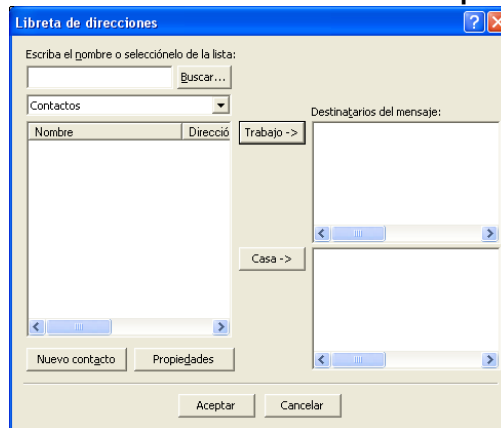 Libreta de direcciones
Escriba el nombre o selecciónelo de la lista:
Buscar...
Contactos
Destinatarios del mensaje:
Nombre Direcció
Trabajo ->
Casa ->
Nuevo contacto Propiedades
Aceptar Cancelar